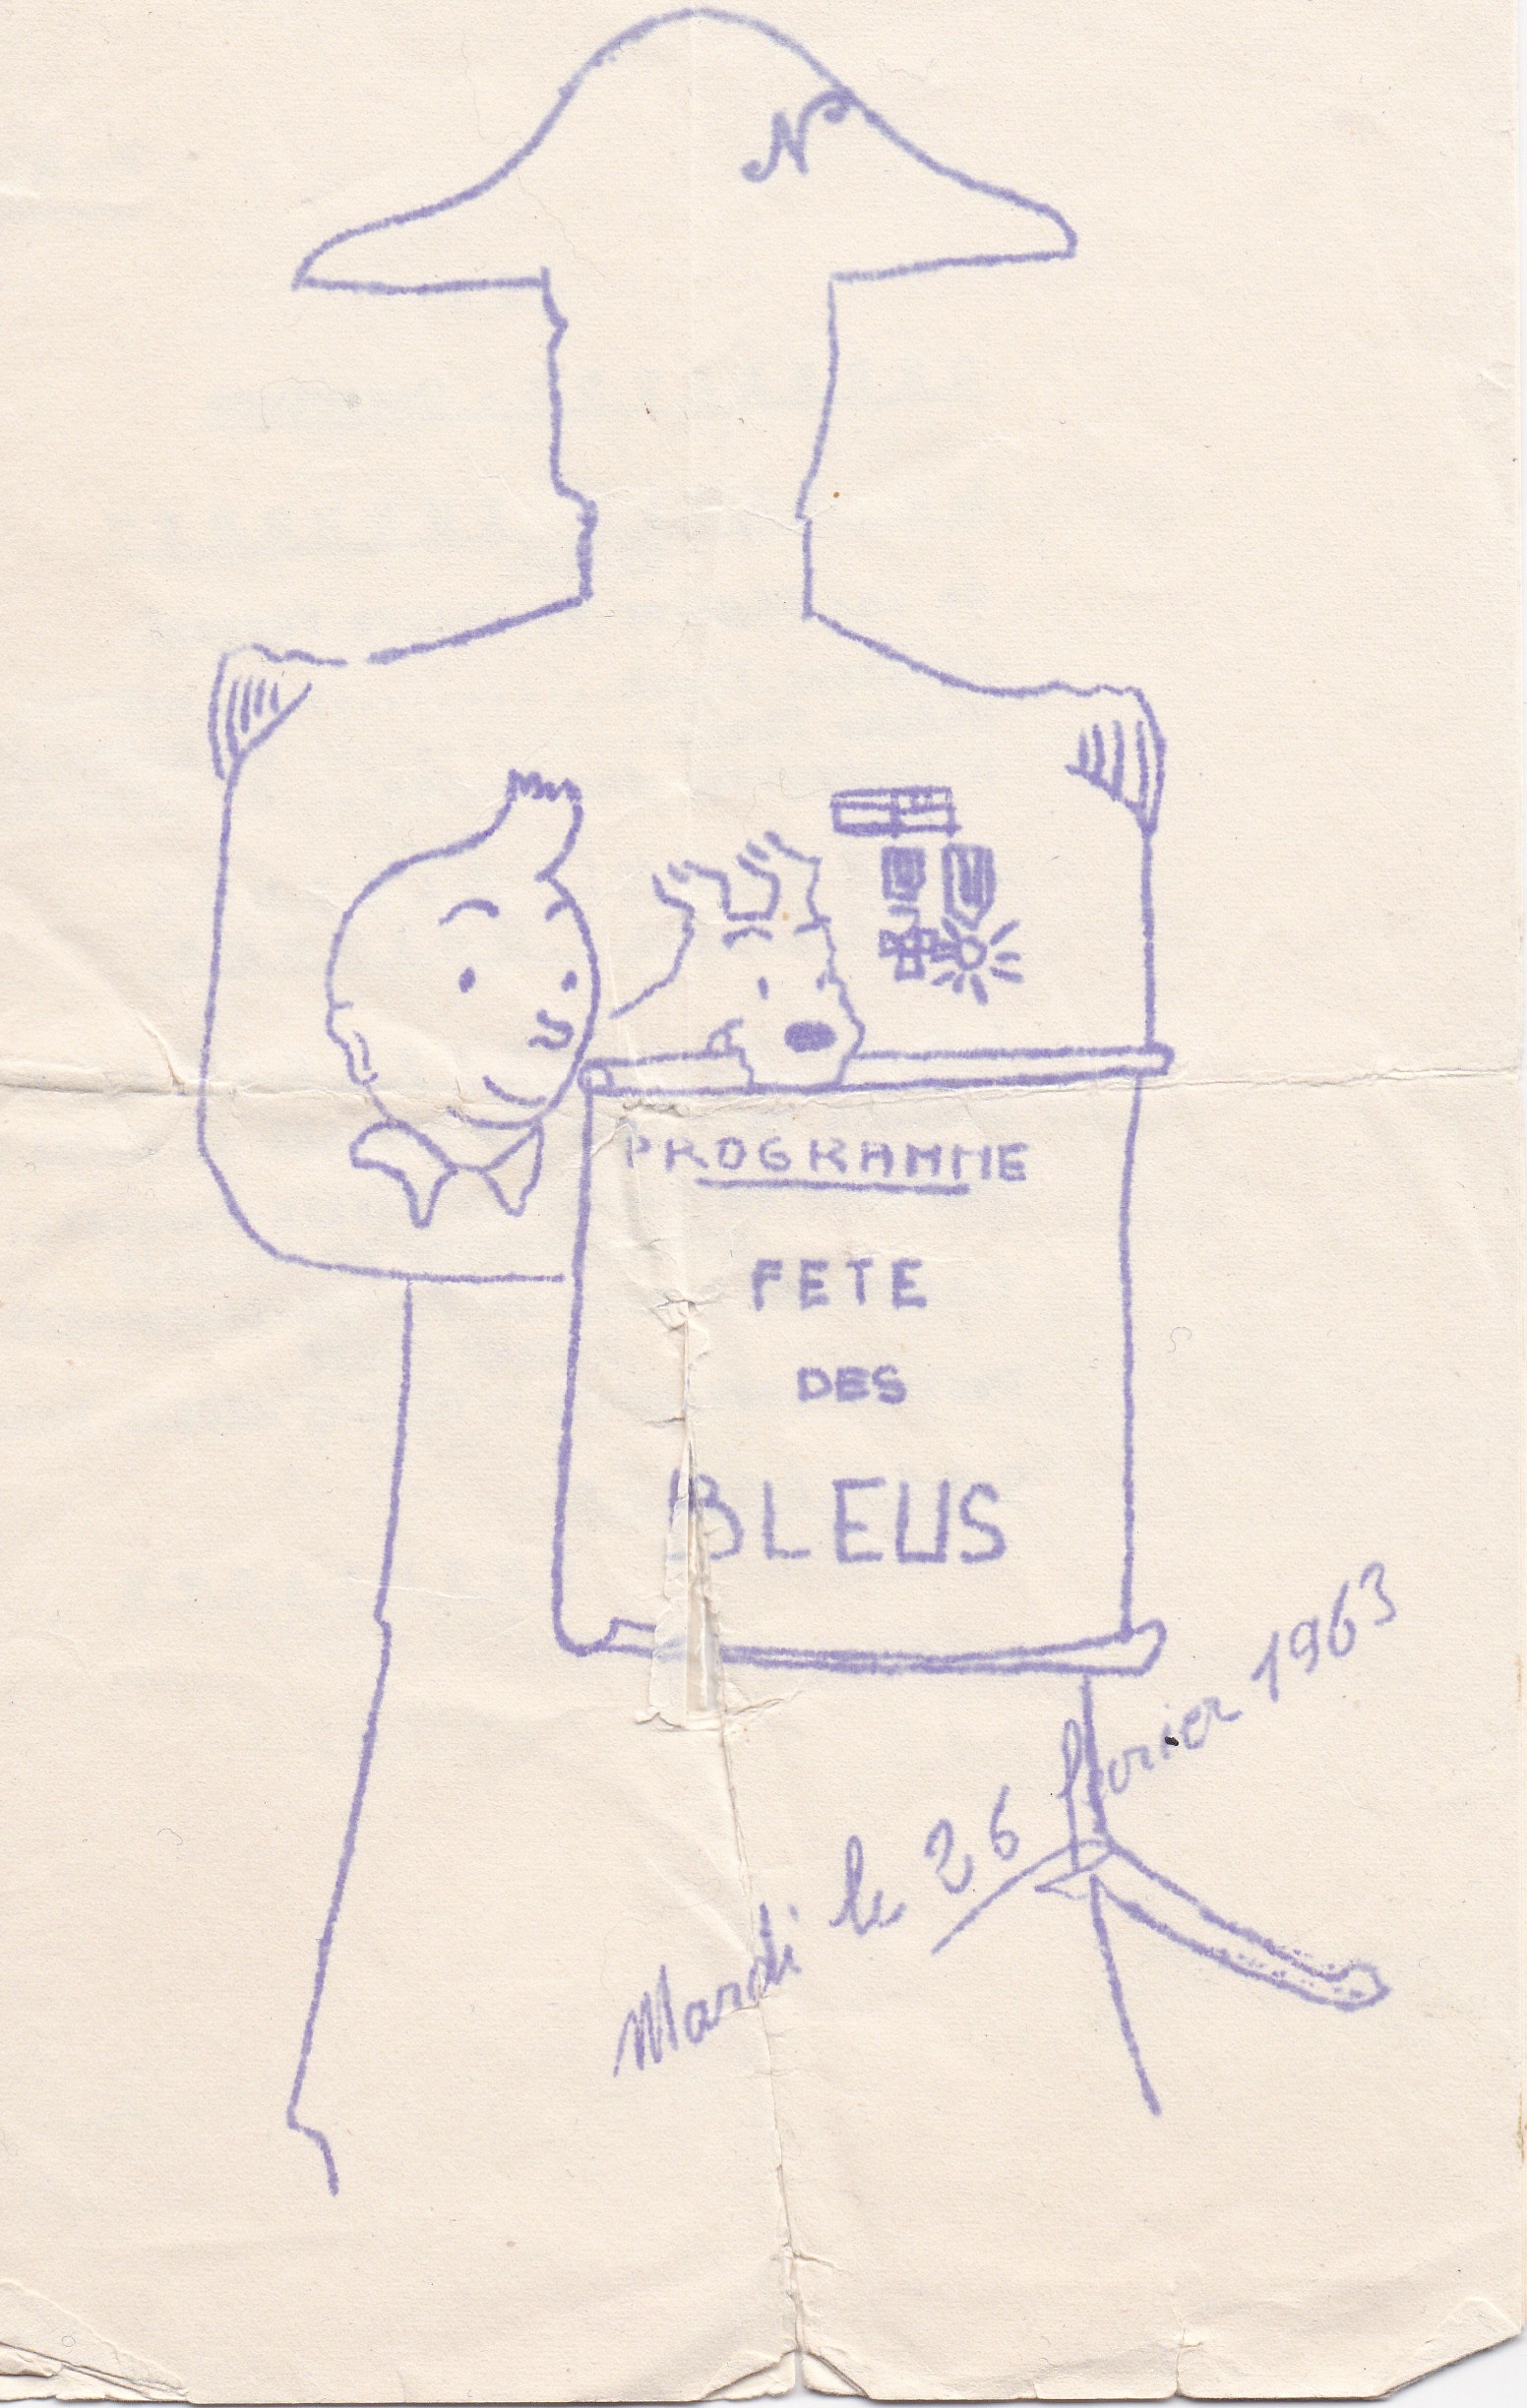 N
PROGRAMME
FETE
DES
BLEUS
Mardi le 26 février 1963